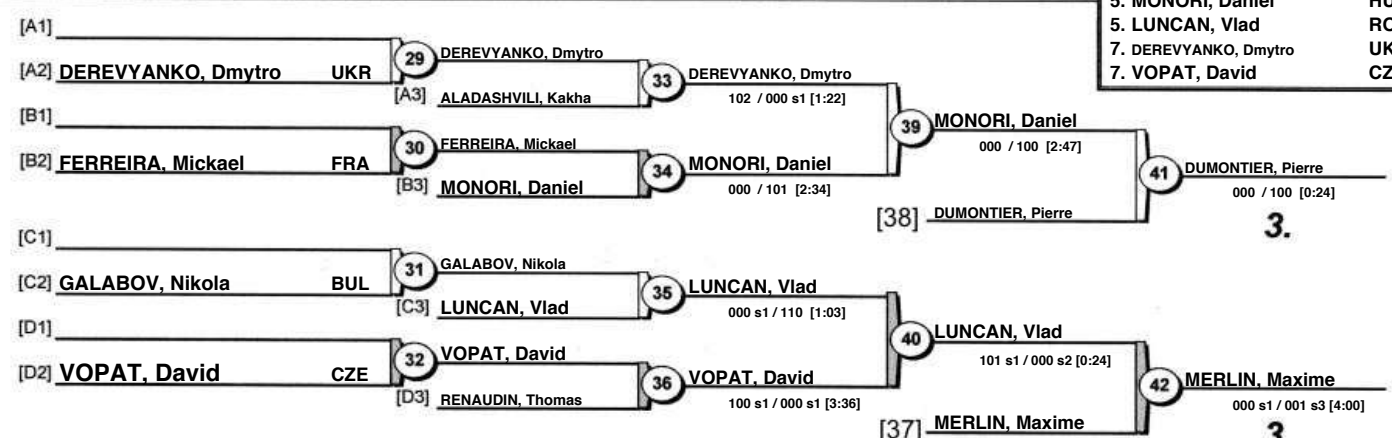 5. MONORI, Daniel HU
5. LUNCAN, Vlad RO
7. DEREVYANKO, Dmytro UK
7. VOPAT, David CZ
[A1]
[A2] DEREVYANKO, Dmytro UKR
29 DEREVYANKO, Dmytro
[A3] ALADASHVILI, Kakha
33 DEREVYANKO, Dmytro
102 / 000 s1 [1:22]
[B1]
[B2] FERREIRA, Mickael FRA
30 FERREIRA, Mickael
[B3] MONORI, Daniel
34 MONORI, Daniel
000 / 101 [2:34]
39 MONORI, Daniel
000 / 100 [2:47]
[38] DUMONTIER, Pierre
41 DUMONTIER, Pierre
000 / 100 [0:24]
3.
[C1]
[C2] GALABOV, Nikola BUL
31 GALABOV, Nikola
[C3] LUNCAN, Vlad
35 LUNCAN, Vlad
000 s1 / 110 [1:03]
[D1]
[D2] VOPAT, David CZE
32 VOPAT, David
[D3] RENAUDIN, Thomas
36 VOPAT, David
100 s1 / 000 s1 [3:36]
40 LUNCAN, Vlad
101 s1 / 000 s2 [0:24]
[37] MERLIN, Maxime
42 MERLIN, Maxime
000 s1 / 001 s3 [4:00]
3